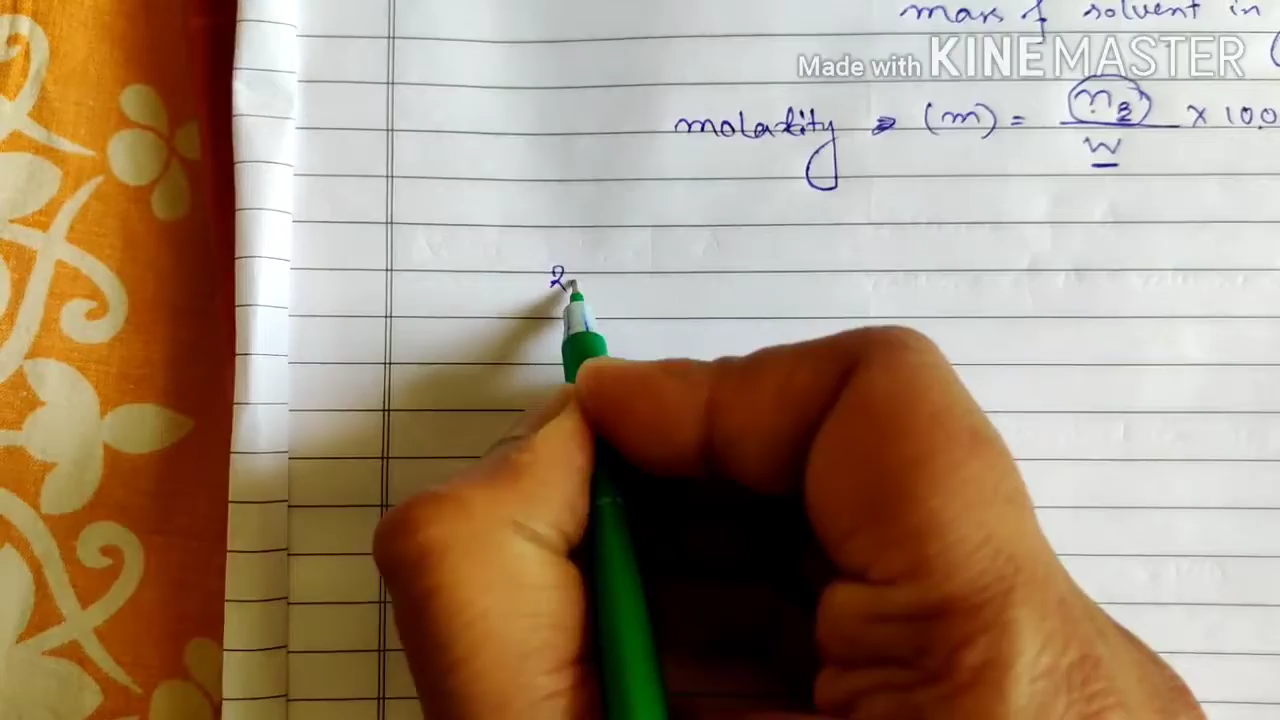 mass of solvent in
Made with KINEMASTER
molality (m) = n2 / W × 100
2